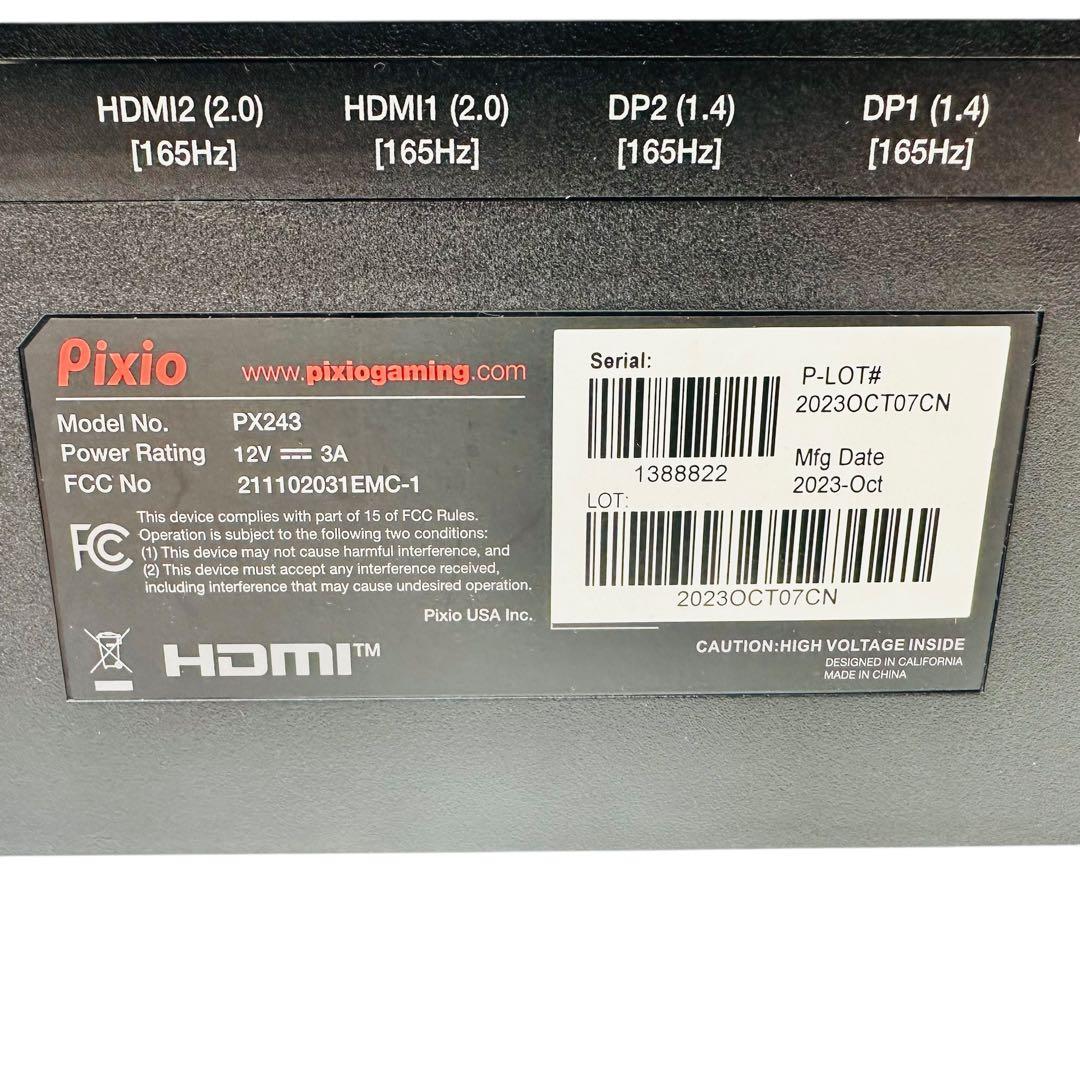 HDMI2 (2.0) HDMI1 (2.0) DP2 (1.4) DP1 (1.4)
[165Hz] [165Hz] [165Hz] [165Hz]
Pixio www.pixiogaming.com
Model No. PX243
Power Rating 12V 3A
FCC No 211102031EMC-1
FC This device complies with part of 15 of FCC Rules.
Operation is subject to the following two conditions:
(1) This device may not cause harmful interference, and
(2) This device must accept any interference received,
including interference that may cause undesired operation.
Pixio USA Inc.
HDMI™
Serial:
1388822
P-LOT#
2023OCT07CN
Mfg Date
2023-Oct
LOT:
2023OCT07CN
CAUTION:HIGH VOLTAGE INSIDE
DESIGNED IN CALIFORNIA
MADE IN CHINA